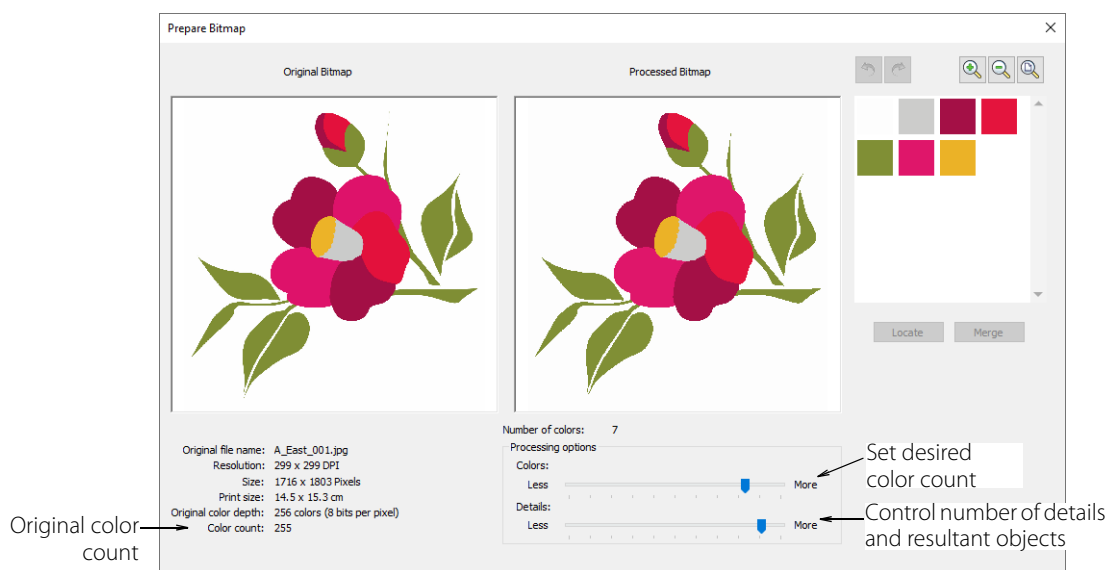 Prepare Bitmap
Original Bitmap
Processed Bitmap
Locate
Merge
Number of colors: 7
Original file name: A_East_001.jpg
Resolution: 299 x 299 DPI
Size: 1716 x 1803 Pixels
Print size: 14.5 x 15.3 cm
Original color depth: 256 colors (8 bits per pixel)
Color count: 255
Processing options
Colors:
Less More
Details:
Less More
Original color
count
Set desired
color count
Control number of details
and resultant objects